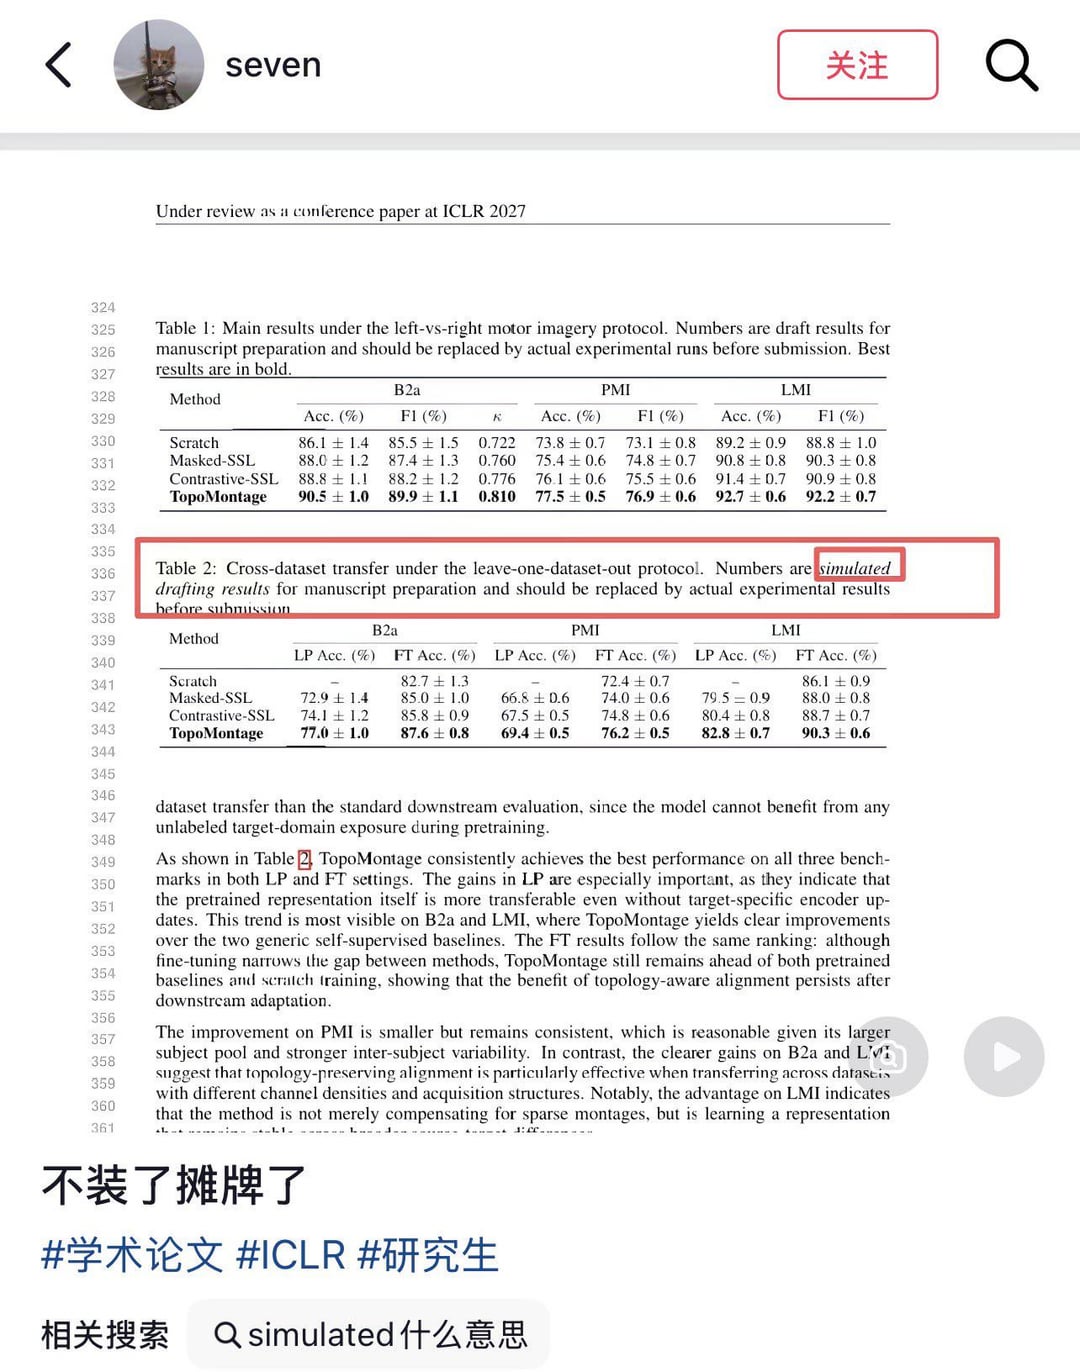 seven
关注
Under review as a conference paper at ICLR 2027
324
325 Table 1: Main results under the left-vs-right motor imagery protocol. Numbers are draft results for
326 manuscript preparation and should be replaced by actual experimental runs before submission. Best
327 results are in bold.
328 Method B2a PMI LMI
329 Acc. (%) F1 (%) κ Acc. (%) F1 (%) Acc. (%) F1 (%)
330 Scratch 86.1 ± 1.4 85.5 ± 1.5 0.722 73.8 ± 0.7 73.1 ± 0.8 89.2 ± 0.9 88.8 ± 1.0
331 Masked-SSL 88.0 ± 1.2 87.4 ± 1.3 0.760 75.4 ± 0.6 74.8 ± 0.7 90.8 ± 0.8 90.3 ± 0.8
332 Contrastive-SSL 88.8 ± 1.1 88.2 ± 1.2 0.776 76.1 ± 0.6 75.5 ± 0.6 91.4 ± 0.7 90.9 ± 0.8
333 TopoMontage 90.5 ± 1.0 89.9 ± 1.1 0.810 77.5 ± 0.5 76.9 ± 0.6 92.7 ± 0.6 92.2 ± 0.7
334
335
336 Table 2: Cross-dataset transfer under the leave-one-dataset-out protocol. Numbers are simulated
337 drafting results for manuscript preparation and should be replaced by actual experimental results
338 before submission
339 Method B2a PMI LMI
340 LP Acc. (%) FT Acc. (%) LP Acc. (%) FT Acc. (%) LP Acc. (%) FT Acc. (%)
341 Scratch – 82.7 ± 1.3 – 72.4 ± 0.7 – 86.1 ± 0.9
342 Masked-SSL 72.9 ± 1.4 85.0 ± 1.0 66.8 ± 0.6 74.0 ± 0.6 79.5 ± 0.9 88.0 ± 0.8
Contrastive-SSL 74.1 ± 1.2 85.8 ± 0.9 67.5 ± 0.5 74.8 ± 0.6 80.4 ± 0.8 88.7 ± 0.7
343 TopoMontage 77.0 ± 1.0 87.6 ± 0.8 69.4 ± 0.5 76.2 ± 0.5 82.8 ± 0.7 90.3 ± 0.6
344
345
346
347 dataset transfer than the standard downstream evaluation, since the model cannot benefit from any
348 unlabeled target-domain exposure during pretraining.
349 As shown in Table 2, TopoMontage consistently achieves the best performance on all three bench-
350 marks in both LP and FT settings. The gains in LP are especially important, as they indicate that
351 the pretrained representation itself is more transferable even without target-specific encoder up-
352 dates. This trend is most visible on B2a and LMI, where TopoMontage yields clear improvements
353 over the two generic self-supervised baselines. The FT results follow the same ranking: although
354 fine-tuning narrows the gap between methods, TopoMontage still remains ahead of both pretrained
355 baselines and scratch training, showing that the benefit of topology-aware alignment persists after
356 downstream adaptation.
357 The improvement on PMI is smaller but remains consistent, which is reasonable given its larger
358 subject pool and stronger inter-subject variability. In contrast, the clearer gains on B2a and LMI
359 suggest that topology-preserving alignment is particularly effective when transferring across datasets
360 with different channel densities and acquisition structures. Notably, the advantage on LMI indicates
361 that the method is not merely compensating for sparse montages, but is learning a representation
不装了摊牌了
#学术论文 #ICLR #研究生
相关搜索 simulated什么意思